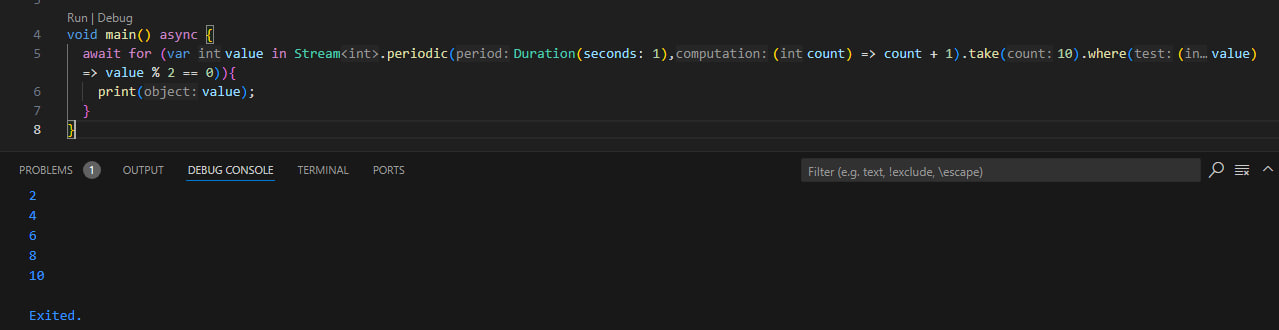 Run | Debug
4 void main() async {
5 await for (var int value in Stream<int>.periodic(period: Duration(seconds: 1), computation: (int count) => count + 1).take(count: 10).where(test: (in… value)
=> value % 2 == 0)){
6 print(object: value);
7 }
8 }
PROBLEMS 1 OUTPUT DEBUG CONSOLE TERMINAL PORTS Filter (e.g. text, !exclude, \escape)
2
4
6
8
10
Exited.